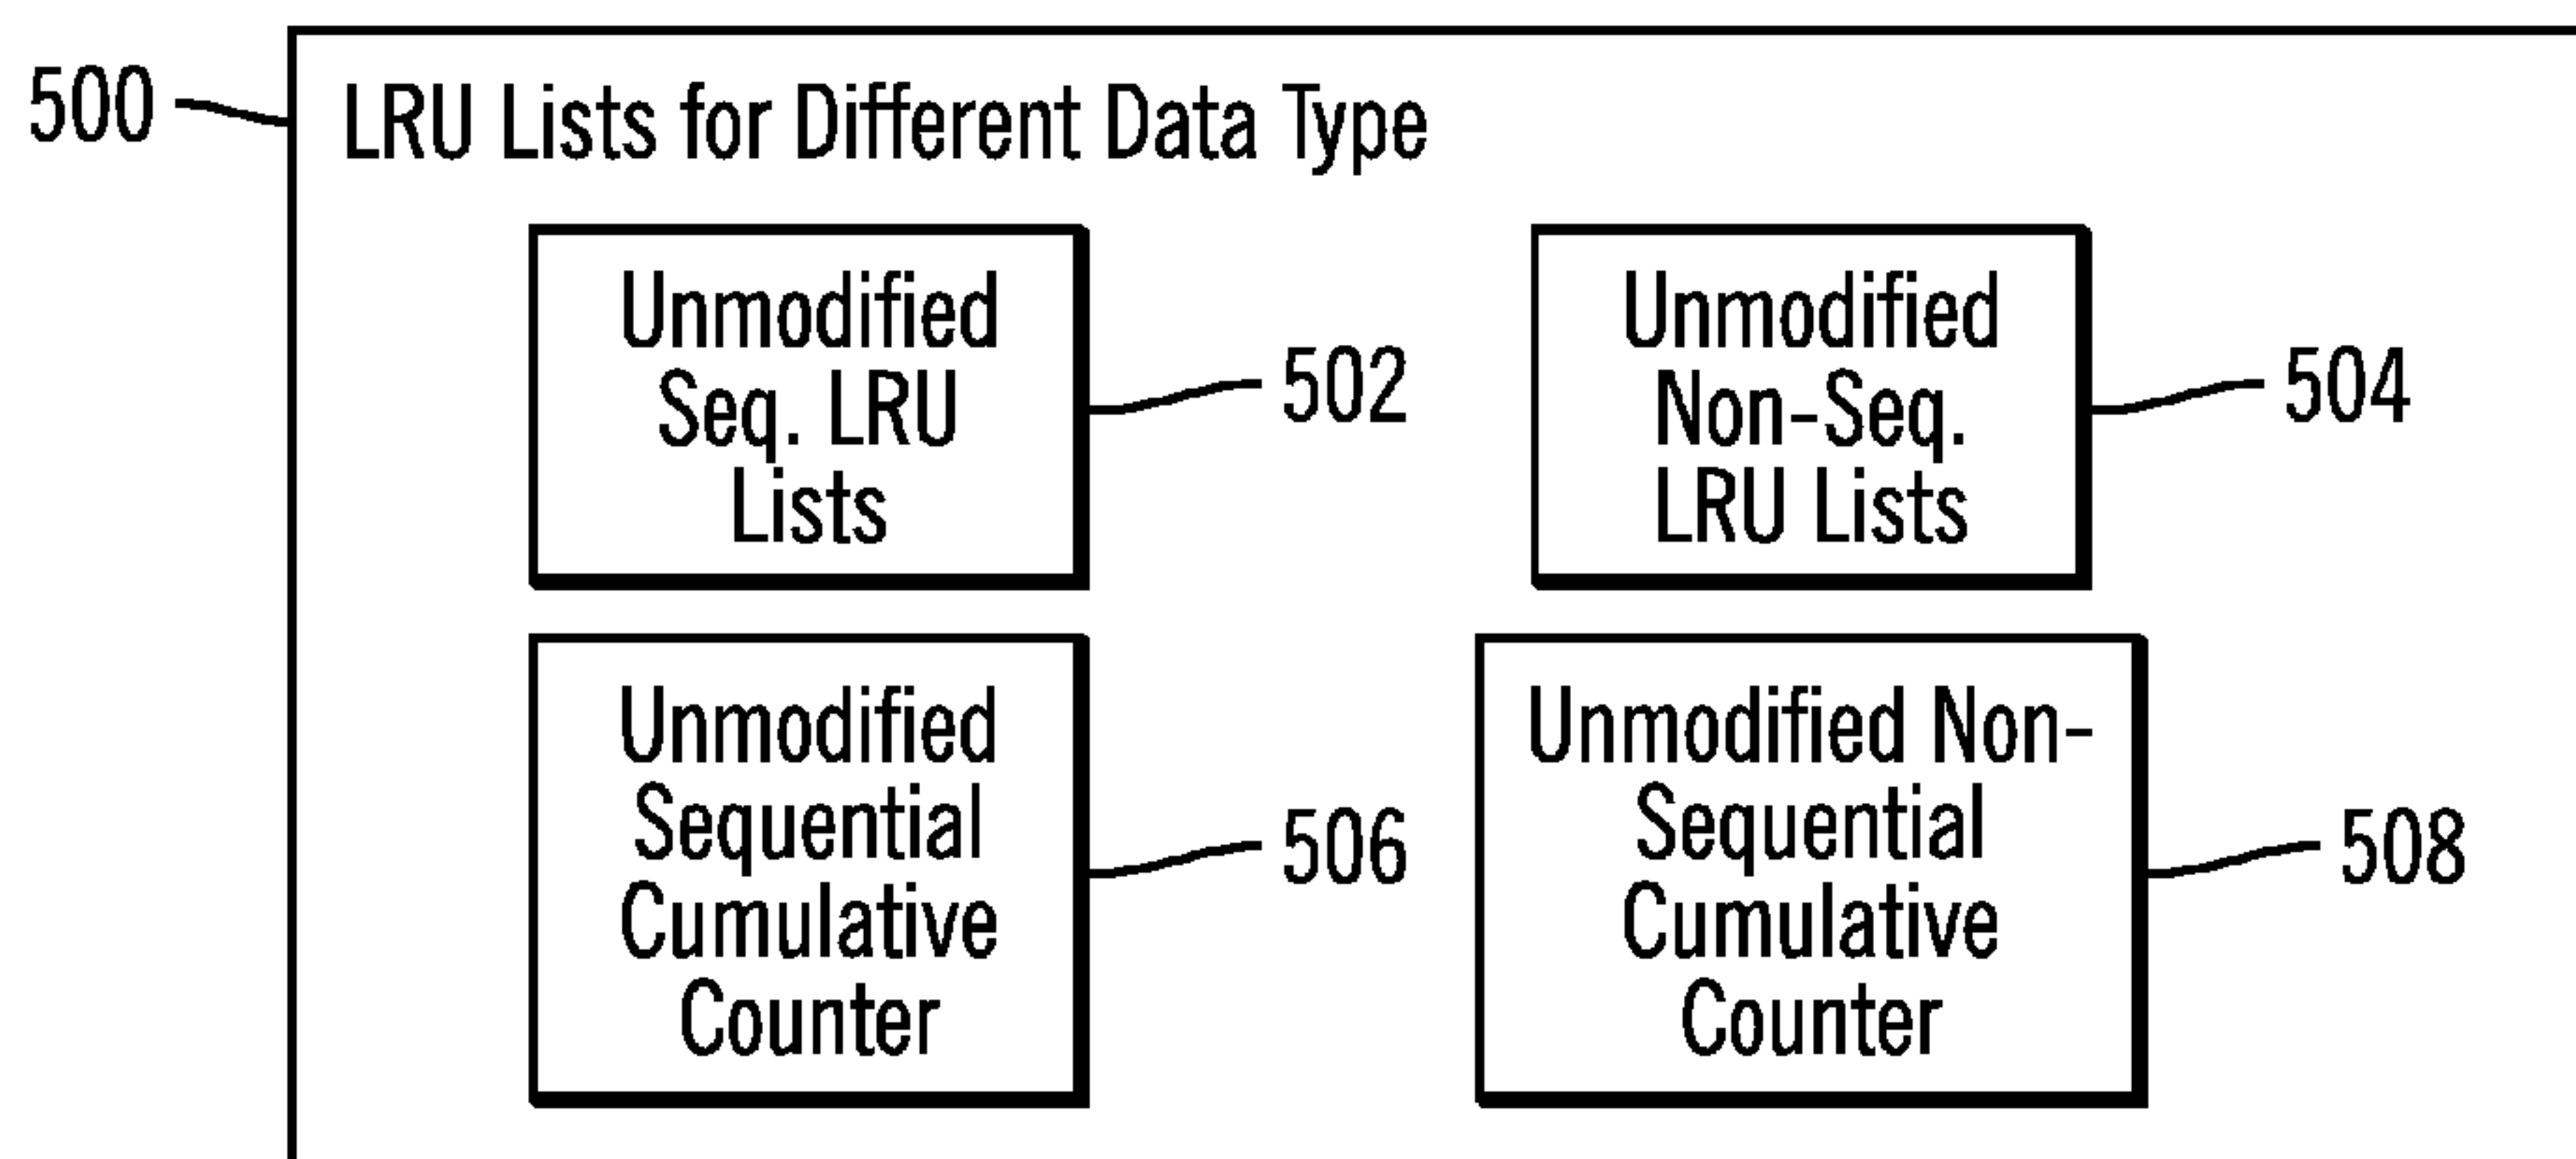 500
LRU Lists for Different Data Type
Unmodified
Seq. LRU
Lists
502
Unmodified
Non-Seq.
LRU Lists
504
Unmodified
Sequential
Cumulative
Counter
506
Unmodified Non-
Sequential
Cumulative
Counter
508